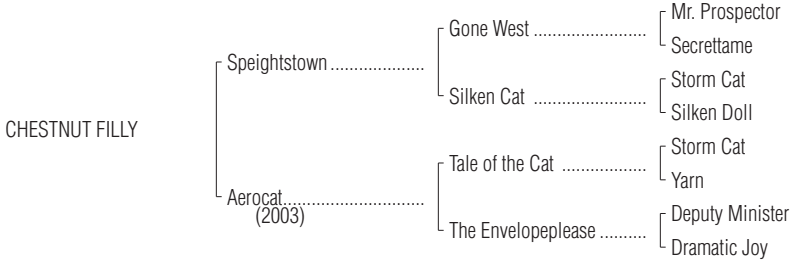 Mr. Prospector
Gone West ........................
Secrettame
Speightstown ....................
Storm Cat
Silken Cat ........................
Silken Doll
CHESTNUT FILLY
Storm Cat
Tale of the Cat ..................
Yarn
Aerocat..............................
(2003)
Deputy Minister
The Envelopeplease ..........
Dramatic Joy